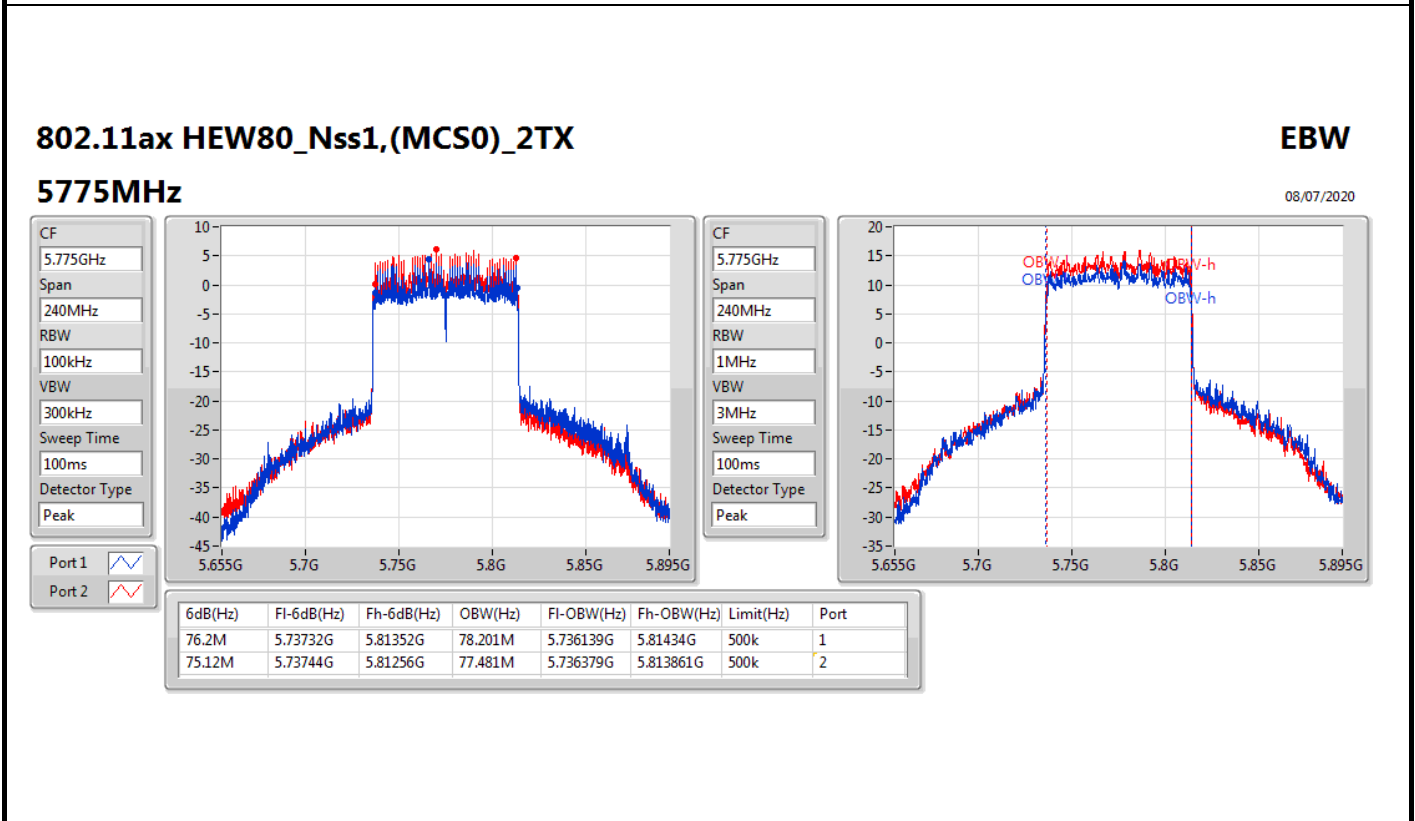 802.11ax HEW80_Nss1,(MCS0)_2TX
EBW
5775MHz
08/07/2020
CF
5.775GHz
Span
240MHz
RBW
100kHz
VBW
300kHz
Sweep Time
100ms
Detector Type
Peak
Port 1
Port 2
10
5
0
-5
-10
-15
-20
-25
-30
-35
-40
-45
5.655G 5.7G 5.75G 5.8G 5.85G 5.895G
CF
5.775GHz
Span
240MHz
RBW
1MHz
VBW
3MHz
Sweep Time
100ms
Detector Type
Peak
20
15
10
5
0
-5
-10
-15
-20
-25
-30
-35
OBW-h
5.655G 5.7G 5.75G 5.8G 5.85G 5.895G
6dB(Hz) Fl-6dB(Hz) Fh-6dB(Hz) OBW(Hz) Fl-OBW(Hz) Fh-OBW(Hz) Limit(Hz) Port
76.2M 5.73732G 5.81352G 78.201M 5.736139G 5.81434G 500k 1
75.12M 5.73744G 5.81256G 77.481M 5.736379G 5.813861G 500k 2